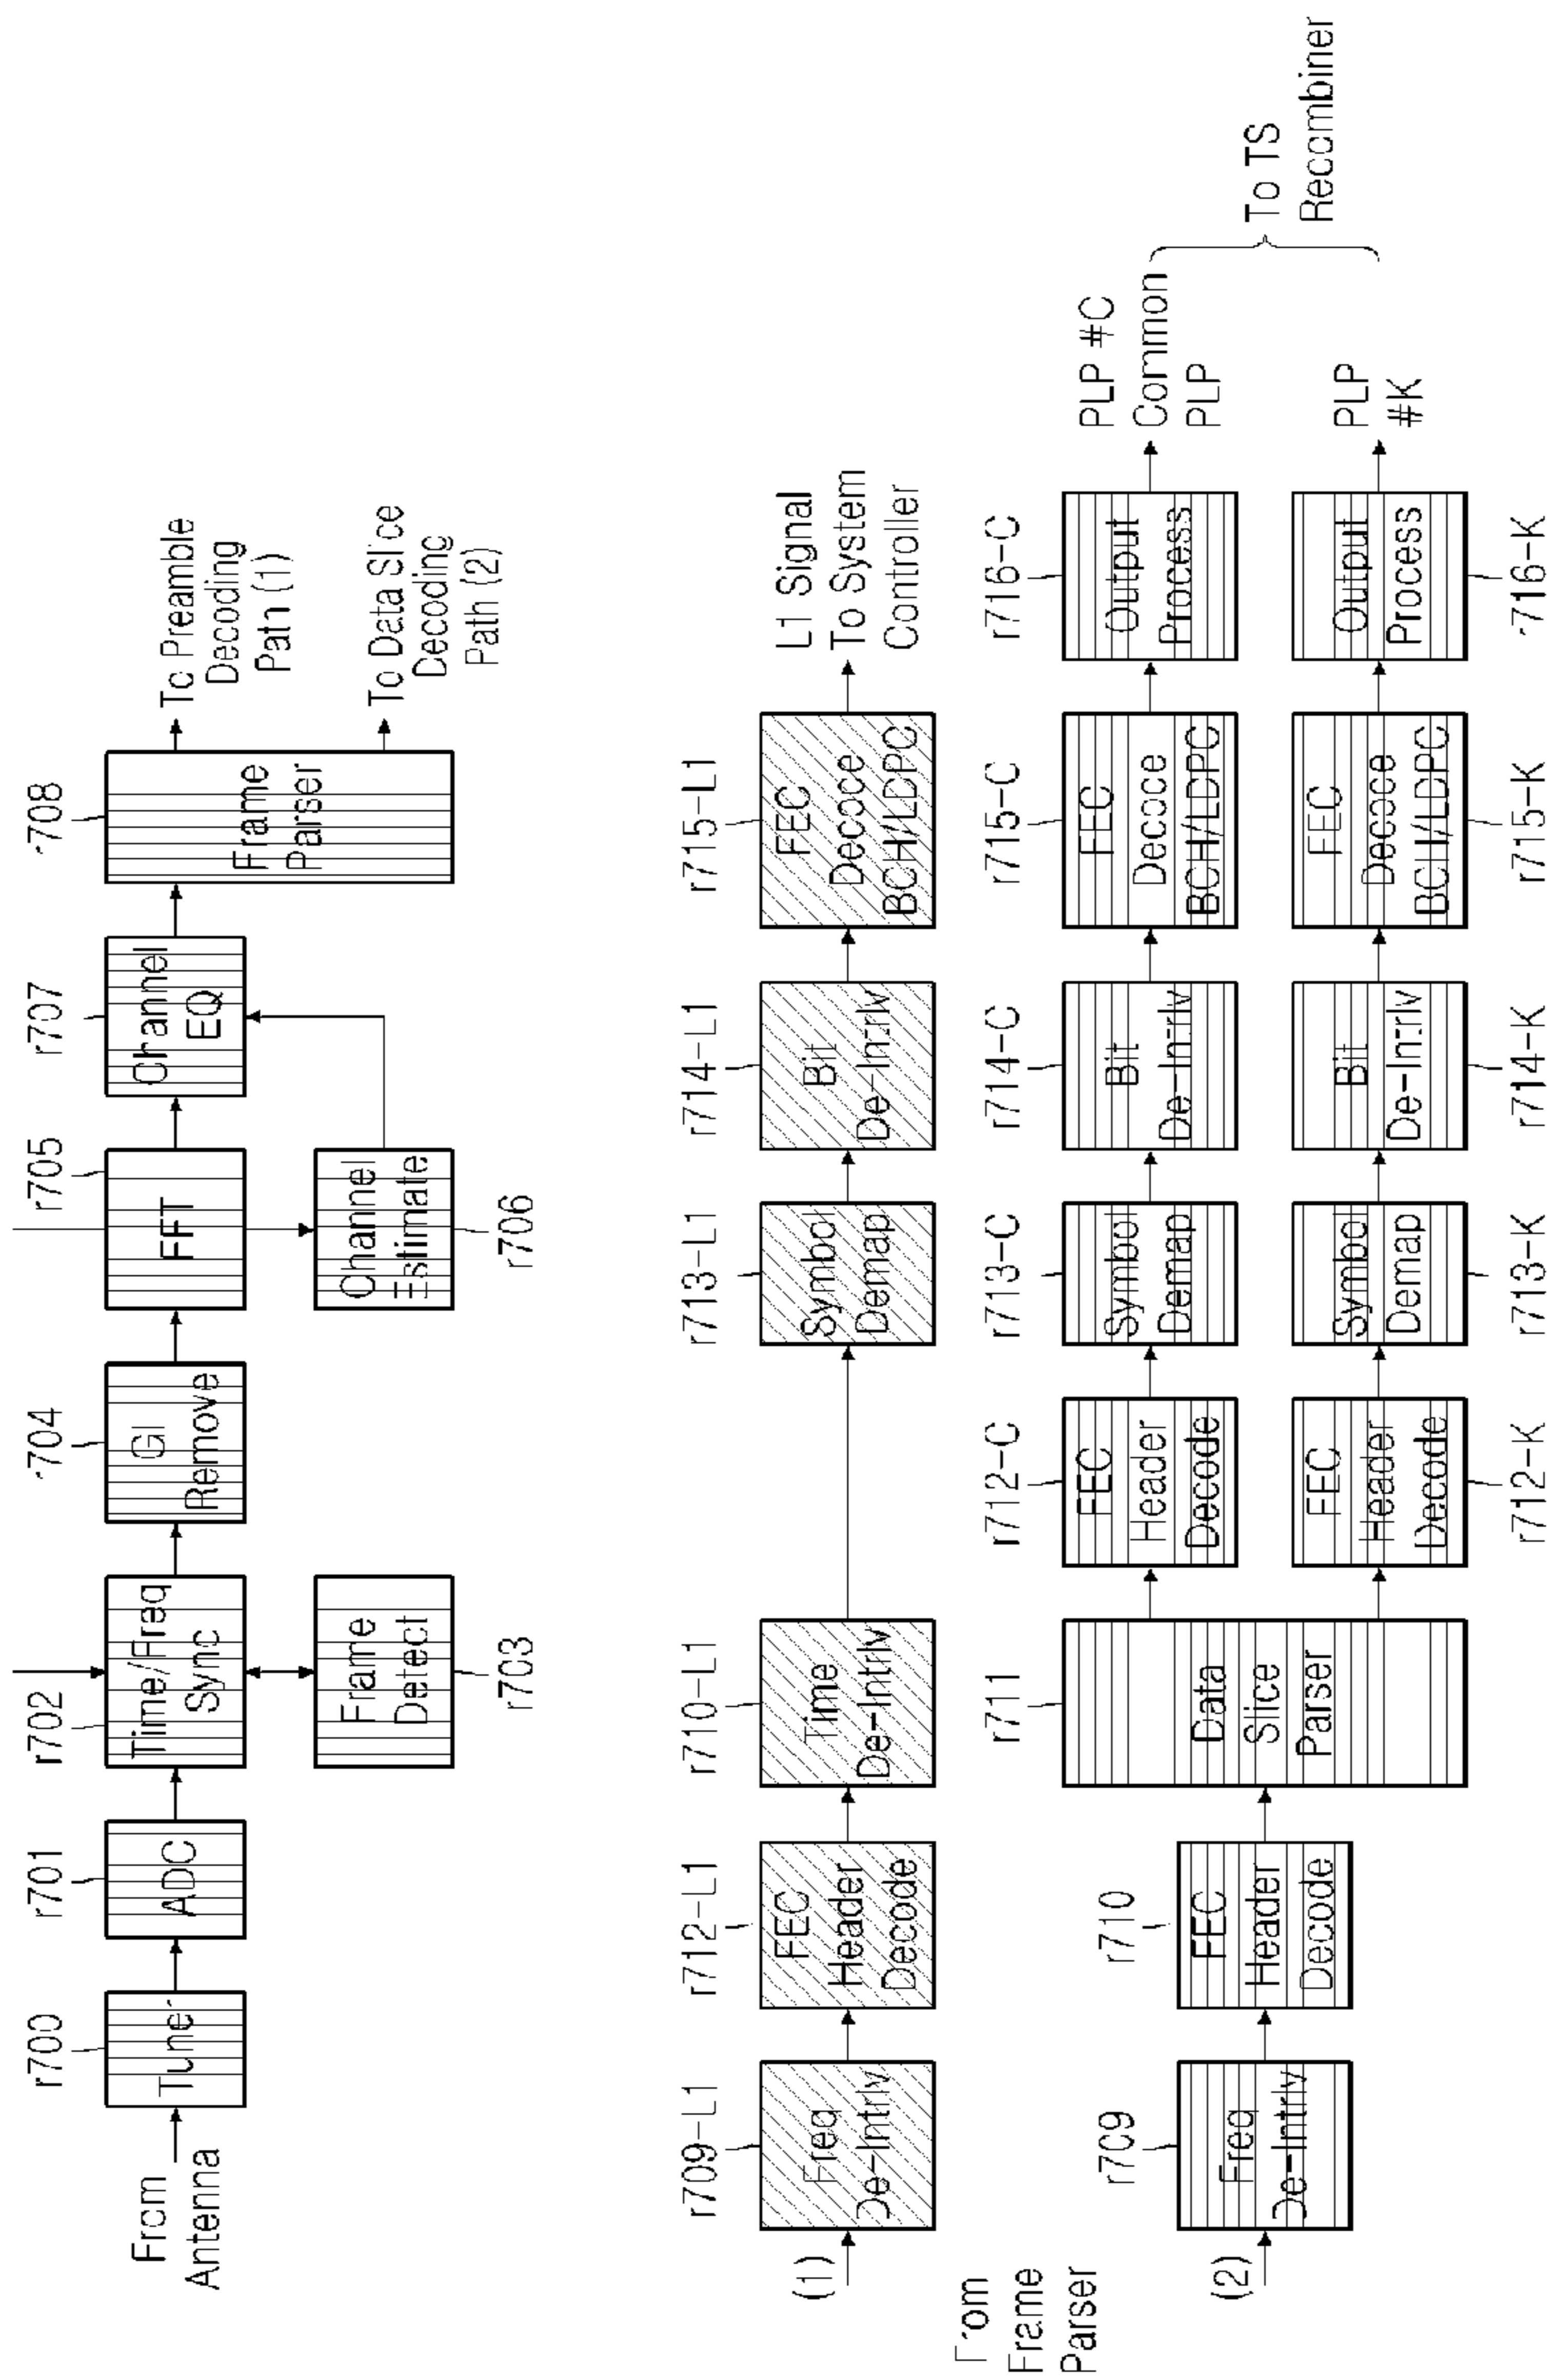 From
Antenna
r700
Tuner
r701
ADC
r702
Time/Freq
Sync
Frame
Detect
r703
r704
GI
Remove
r705
FFT
Channel
Estimate
r706
r707
Channel
EQ
r708
Frame
Parser
To Preamble
Decoding
Path (1)
To Data Slice
Decoding
Path (2)
From
Frame
Parser
(1)
r709-L1
Freq
De-Intrlv
r712-L1
FEC
Header
Decode
r710-L1
Time
De-Intrlv
r713-L1
Symbol
Demap
r714-L1
Bit
De-Intrlv
r715-L1
FEC
Decode
BCH/LDPC
L1 Signal
To System
Controller
(2)
r709
Freq
De-Intrlv
r710
FEC
Header
Decode
r711
Data
Slice
Parser
r712-C
FEC
Header
Decode
r713-C
Symbol
Demap
r714-C
Bit
De-Intrlv
r715-C
FEC
Decode
BCH/LDPC
r716-C
Output
Process
PLP #C
Common
PLP
FEC
Header
Decode
r712-K
Symbol
Demap
r713-K
Bit
De-Intrlv
r714-K
FEC
Decode
BCH/LDPC
r715-K
Output
Process
r716-K
PLP
#K
To TS
Recombiner